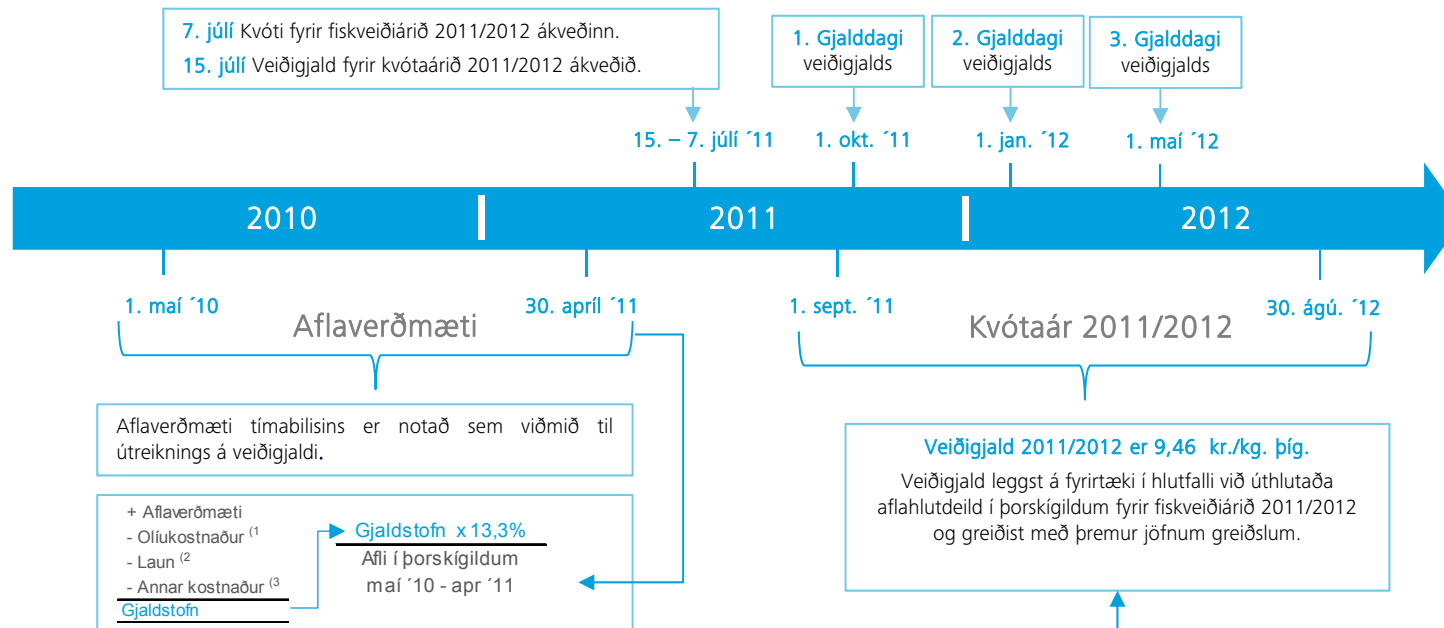 7. júlí Kvóti fyrir fiskveiðiárið 2011/2012 ákveðinn.
15. júlí Veiðigjald fyrir kvótaárið 2011/2012 ákveðið.
1. Gjalddagi
veiðigjalds
2. Gjalddagi
veiðigjalds
3. Gjalddagi
veiðigjalds
15. – 7. júlí ´11
1. okt. ´11
1. jan. ´12
1. maí ´12
2010
2011
2012
1. maí ´10
30. apríl ´11
1. sept. ´11
30. ágú. ´12
Aflaverðmæti
Kvótaár 2011/2012
Aflaverðmæti tímabilisins er notað sem viðmið til
útreiknings á veiðigjaldi.
Veiðigjald 2011/2012 er 9,46 kr./kg. þíg.
Veiðigjald leggst á fyrirtæki í hlutfalli við úthlutaða
aflahlutdeild í þorskígildum fyrir fiskveiðiárið 2011/2012
og greiðist með þremur jöfnum greiðslum.
+ Aflaverðmæti
- Olíukostnaður (1
- Laun (2
- Annar kostnaður (3
Gjaldstofn
Gjaldstofn x 13,3%
Afli í þorskígildum
maí ´10 - apr ´11